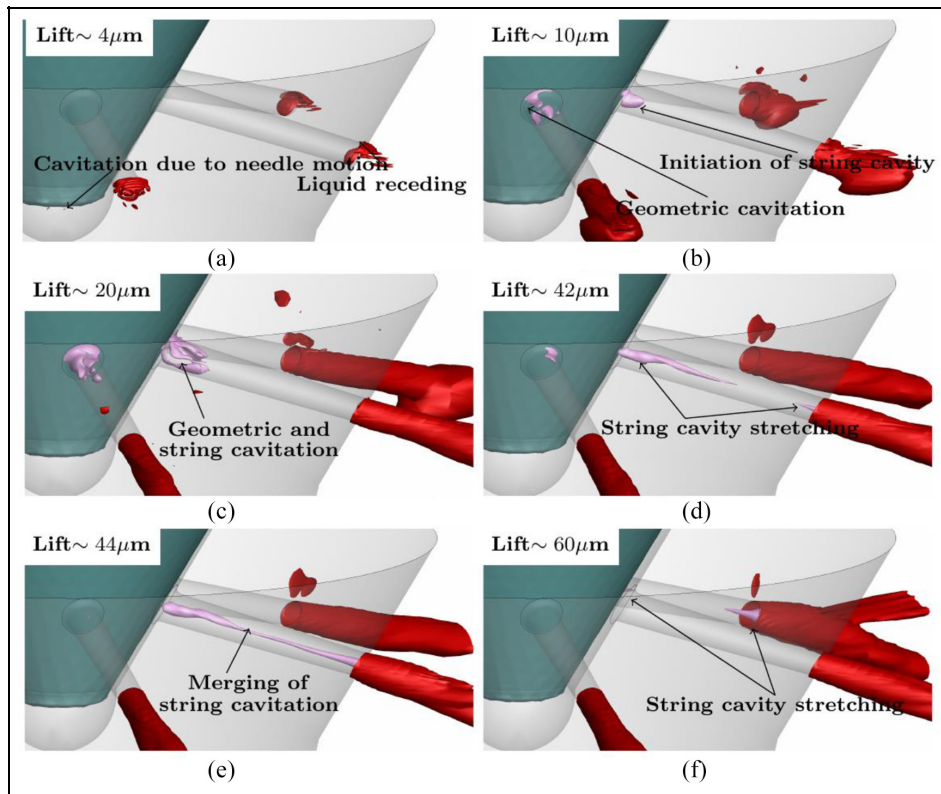 Lift∼ 4μm
Cavitation due to needle motion
Liquid receding
(a)
Lift∼ 10μm
Initiation of string cavity
Geometric cavitation
(b)
Lift∼ 20μm
Geometric and
string cavitation
(c)
Lift∼ 42μm
String cavity stretching
(d)
Lift∼ 44μm
Merging of
string cavitation
(e)
Lift∼ 60μm
String cavity stretching
(f)